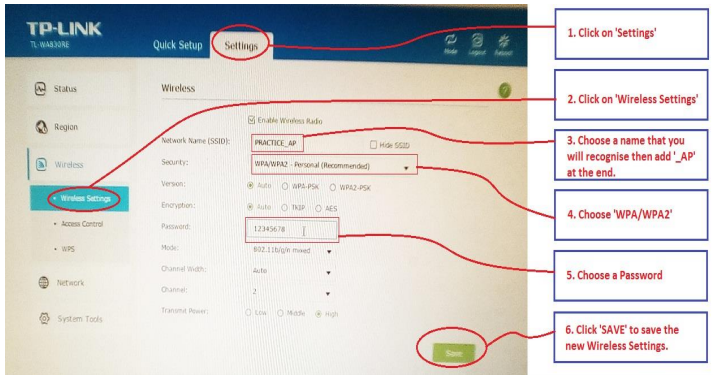 TP-LINK
TL-WA830RE
Quick Setup
Settings
Mode
Logout
Reboot
Status
Region
Wireless
• Wireless Settings
• Access Control
• WPS
Network
System Tools
Wireless
?
Enable Wireless Radio
Network Name (SSID): PRACTICE_AP Hide SSID
Security: WPA/WPA2 - Personal (Recommended)
Version: Auto WPA-PSK WPA2-PSK
Encryption: Auto TKIP AES
Password: 12345678
Mode: 802.11b/g/n mixed
Channel Width: Auto
Channel: 2
Transmit Power: Low Middle High
Save
1. Click on 'Settings'
2. Click on 'Wireless Settings'
3. Choose a name that you
will recognise then add '_AP'
at the end.
4. Choose 'WPA/WPA2'
5. Choose a Password
6. Click 'SAVE' to save the
new Wireless Settings.